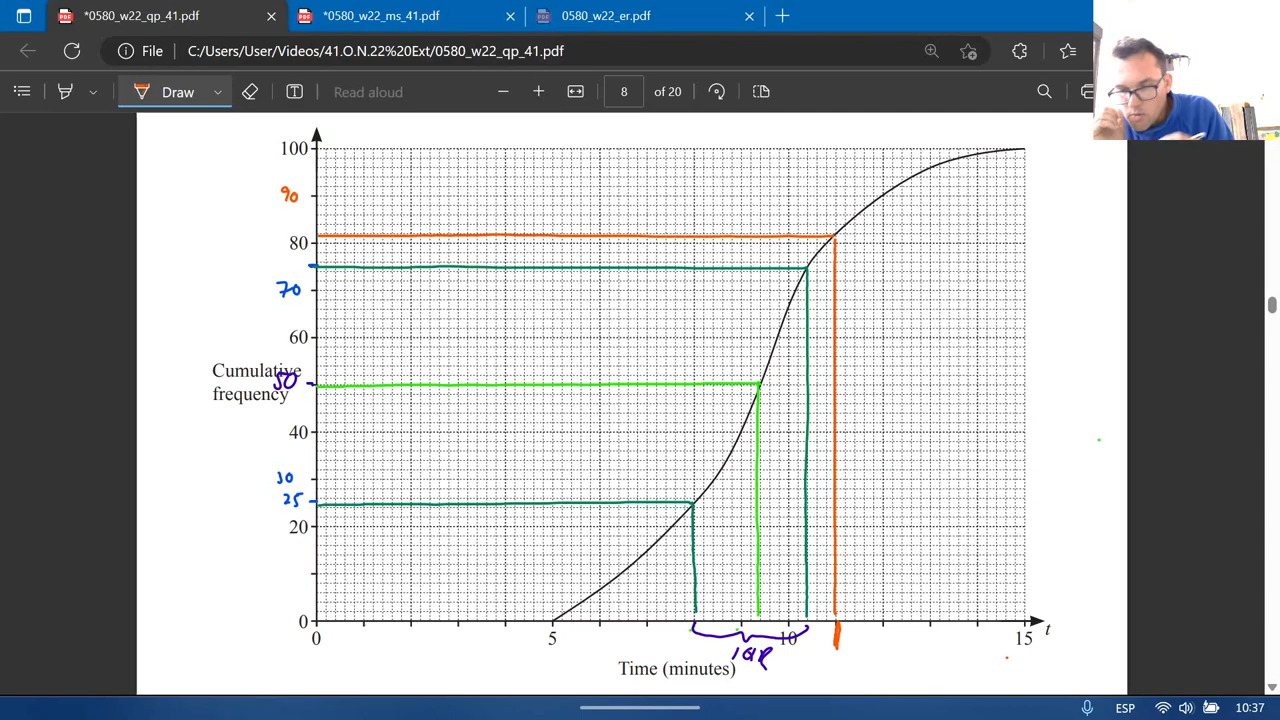 *0580_w22_qp_41.pdf
*0580_w22_ms_41.pdf
0580_w22_er.pdf
File
C:/Users/User/Videos/41.O.N.22%20Ext/0580_w22_qp_41.pdf
Draw
Read aloud
8
of 20
100
90
80
70
60
Cumulative
50
frequency
40
30
25
20
0
0
5
10
15
t
IQR
Time (minutes)
ESP
10:37